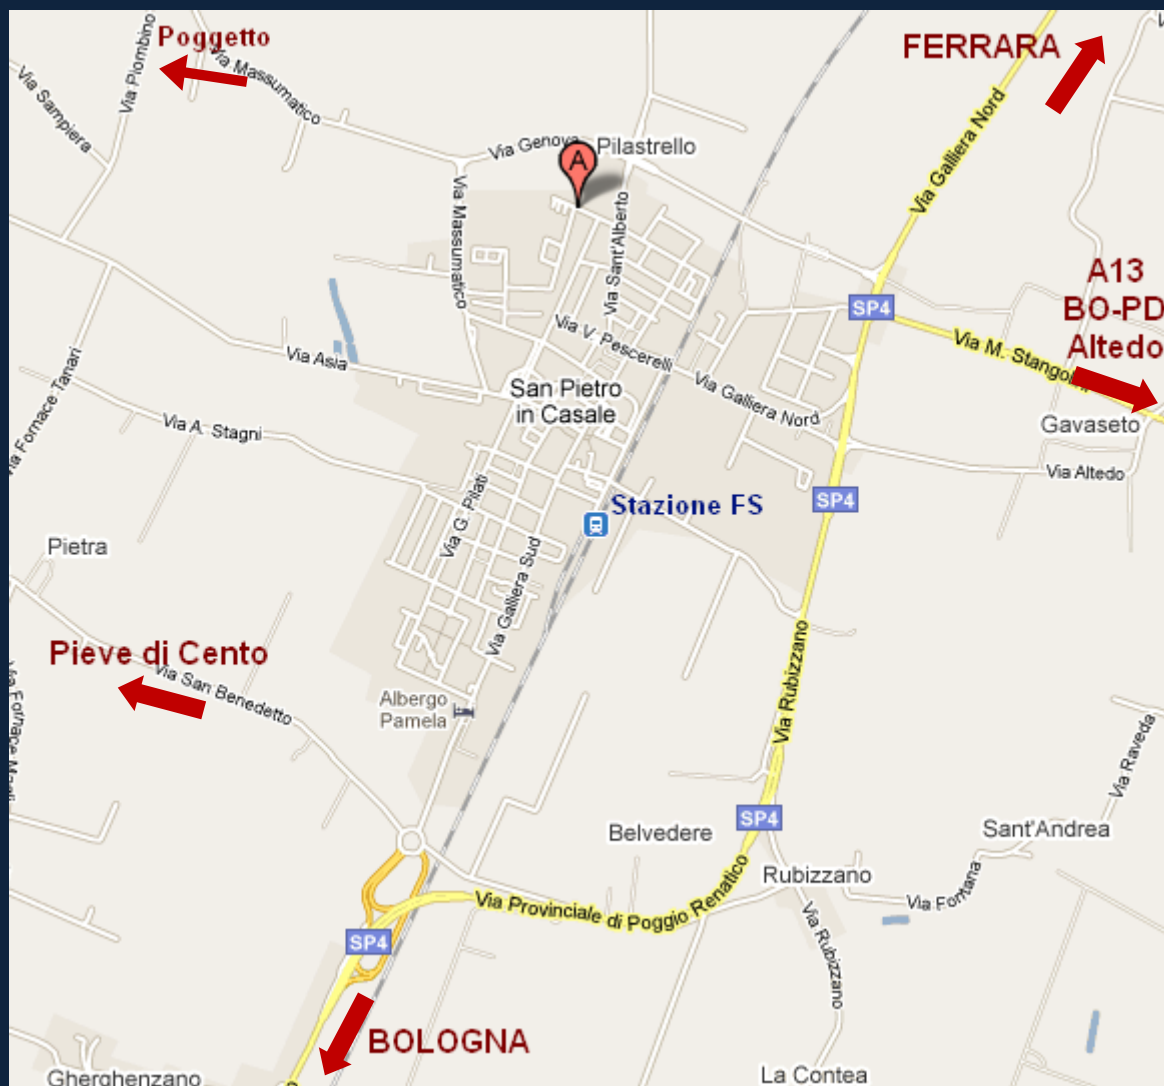 Poggetto
FERRARA
Via Massumatico
Via Piombino
Via Sampiera
Via Genova
Pilastrello
A
Via Galliera Nord
Via Massumatico
Via Sant'Alberto
A13
BO-PD
Altedo
SP4
Via V. Pescerelli
Via M. Stangolini
Via Asia
Via Fornace Tanari
San Pietro
in Casale
Via Galliera Nord
Gavaseto
Via A. Stagni
Via Altedo
SP4
Stazione FS
Via G. Pilati
Pietra
Via Galliera Sud
Pieve di Cento
Via San Benedetto
Via Rubizzano
Albergo
Pamela
Via Raveda
SP4
Belvedere
Sant'Andrea
Rubizzano
Via Fontana
Via Provinciale di Poggio Renatico
Via Rubizzano
SP4
BOLOGNA
La Contea
Gherghenzano